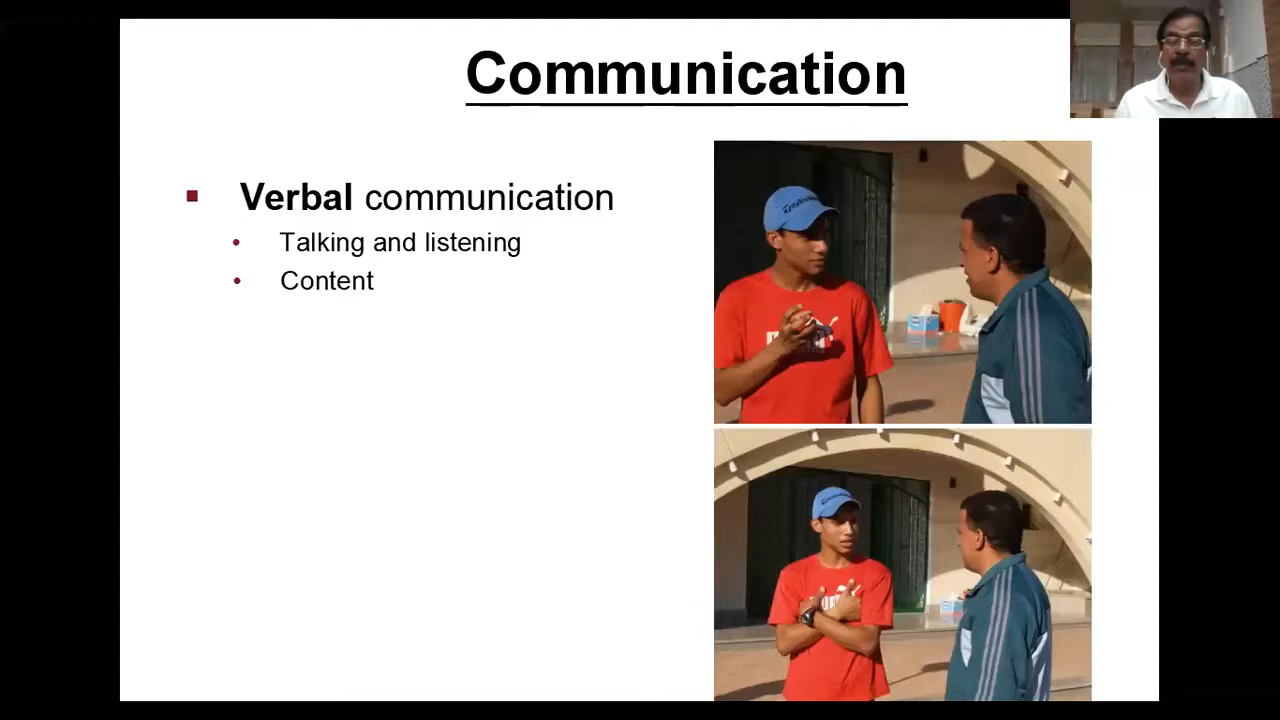 Communication
Verbal communication
Talking and listening
Content